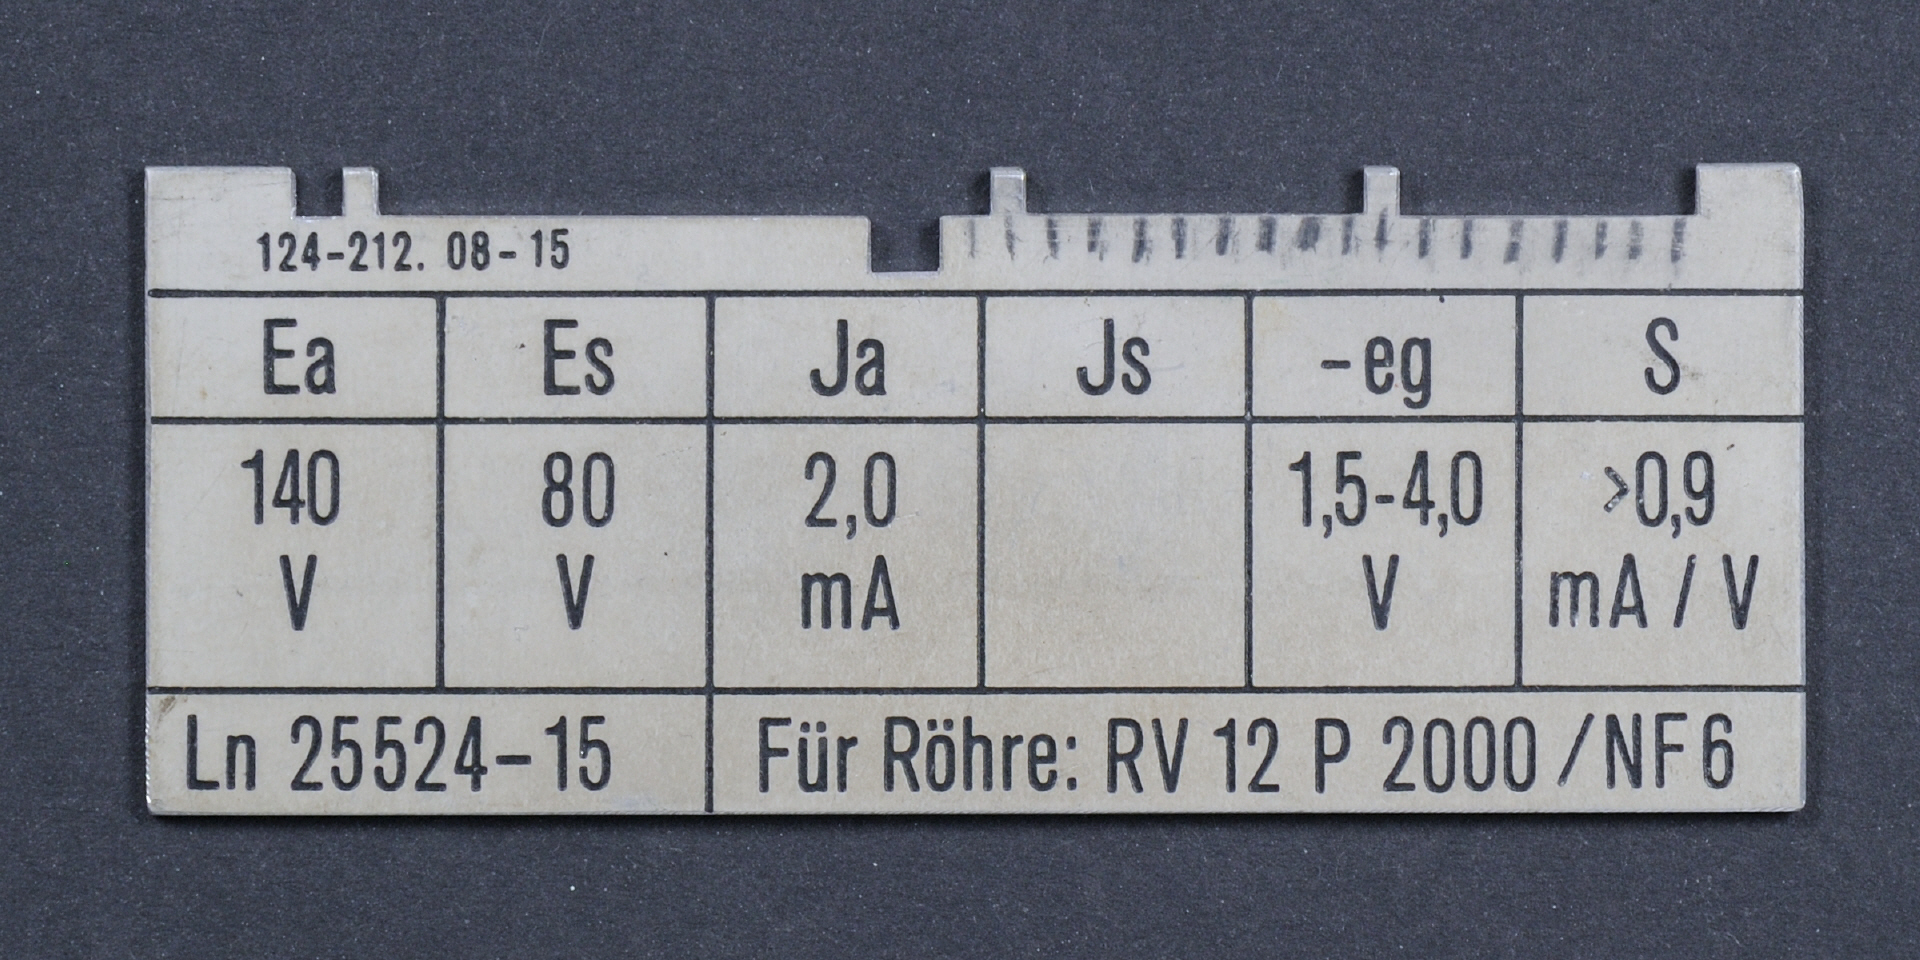 124-212. 08-15
Ea Es Ja Js -eg S
140 80 2,0 1,5-4,0 >0,9
V V mA V mA / V
Ln 25524-15 Für Röhre: RV 12 P 2000 / NF 6